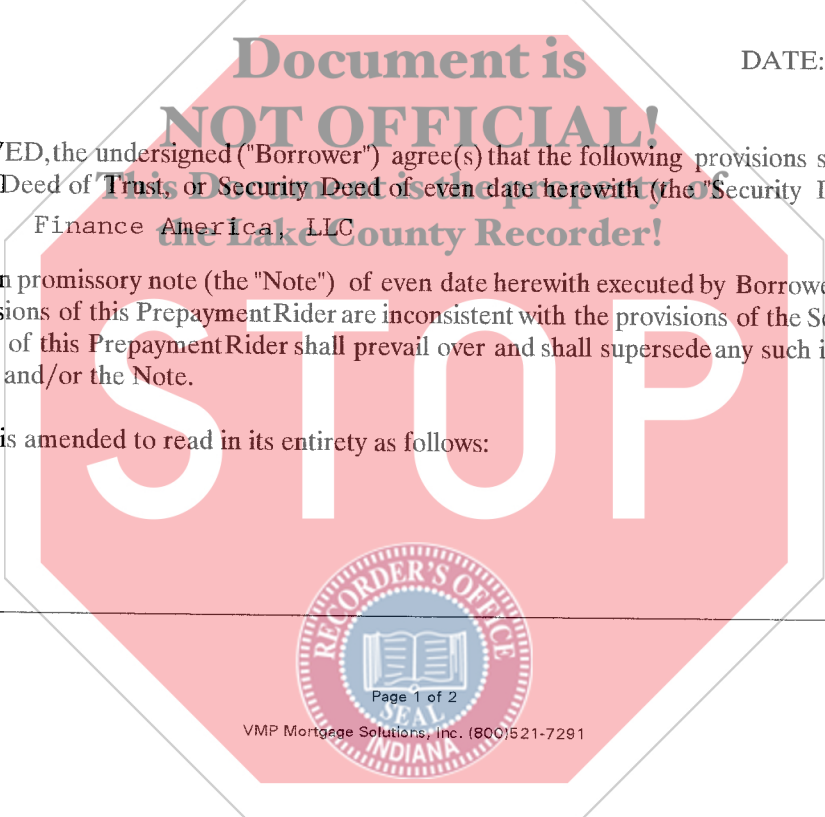 Document is
DATE:
NOT OFFICIAL!
ED, the undersigned ("Borrower") agree(s) that the following provisions s
Deed of Trust, or Security Deed of even date herewith (the "Security I
This Document is the property of
Finance America, LLC
the Lake County Recorder!
n promissory note (the "Note") of even date herewith executed by Borrowe
sions of this Prepayment Rider are inconsistent with the provisions of the Se
of this Prepayment Rider shall prevail over and shall supersede any such i
and/or the Note.
STOP
is amended to read in its entirety as follows:
RECORDER'S OFFICE
Page 1 of 2
SEAL
VMP Mortgage Solutions, Inc. (800)521-7291
INDIANA